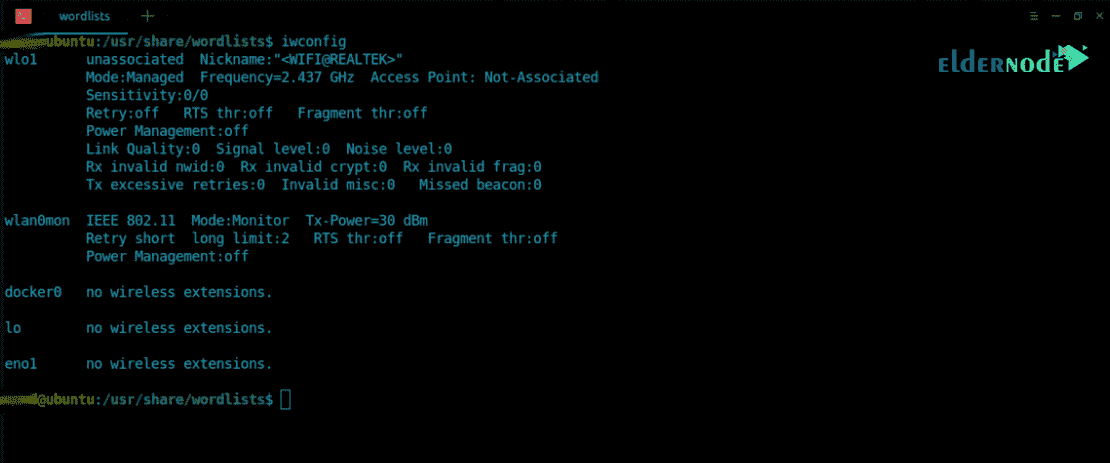 wordlists
ubuntu:/usr/share/wordlists$ iwconfig
wlo1 unassociated Nickname:"<WIFI@REALTEK>"
Mode:Managed Frequency=2.437 GHz Access Point: Not-Associated
Sensitivity:0/0
Retry:off RTS thr:off Fragment thr:off
Power Management:off
Link Quality:0 Signal level:0 Noise level:0
Rx invalid nwid:0 Rx invalid crypt:0 Rx invalid frag:0
Tx excessive retries:0 Invalid misc:0 Missed beacon:0
wlan0mon IEEE 802.11 Mode:Monitor Tx-Power=30 dBm
Retry short long limit:2 RTS thr:off Fragment thr:off
Power Management:off
docker0 no wireless extensions.
lo no wireless extensions.
eno1 no wireless extensions.
@ubuntu:/usr/share/wordlists$
elderNODE